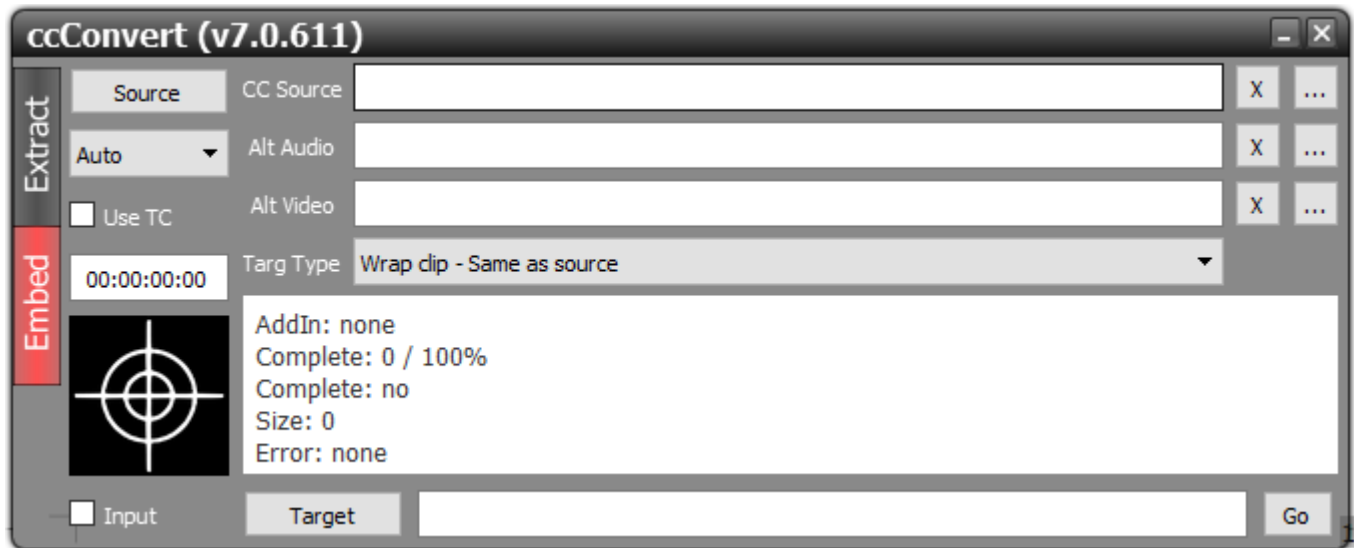 ccConvert (v7.0.611)
Extract
Embed
Source
CC Source
X
...
Auto
Alt Audio
X
...
Use TC
Alt Video
X
...
00:00:00:00
Targ Type
Wrap clip - Same as source
AddIn: none
Complete: 0 / 100%
Complete: no
Size: 0
Error: none
Input
Target
Go